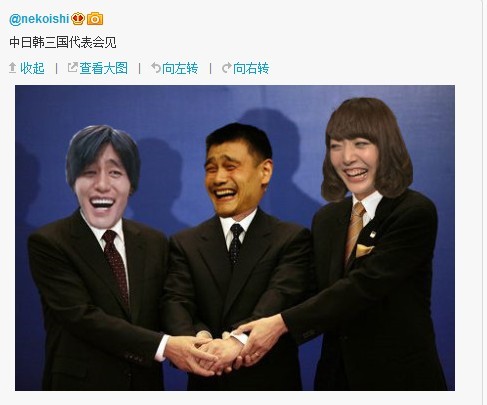 @nekoishi
中日韩三国代表会见
收起 | 查看大图 | 向左转 | 向右转